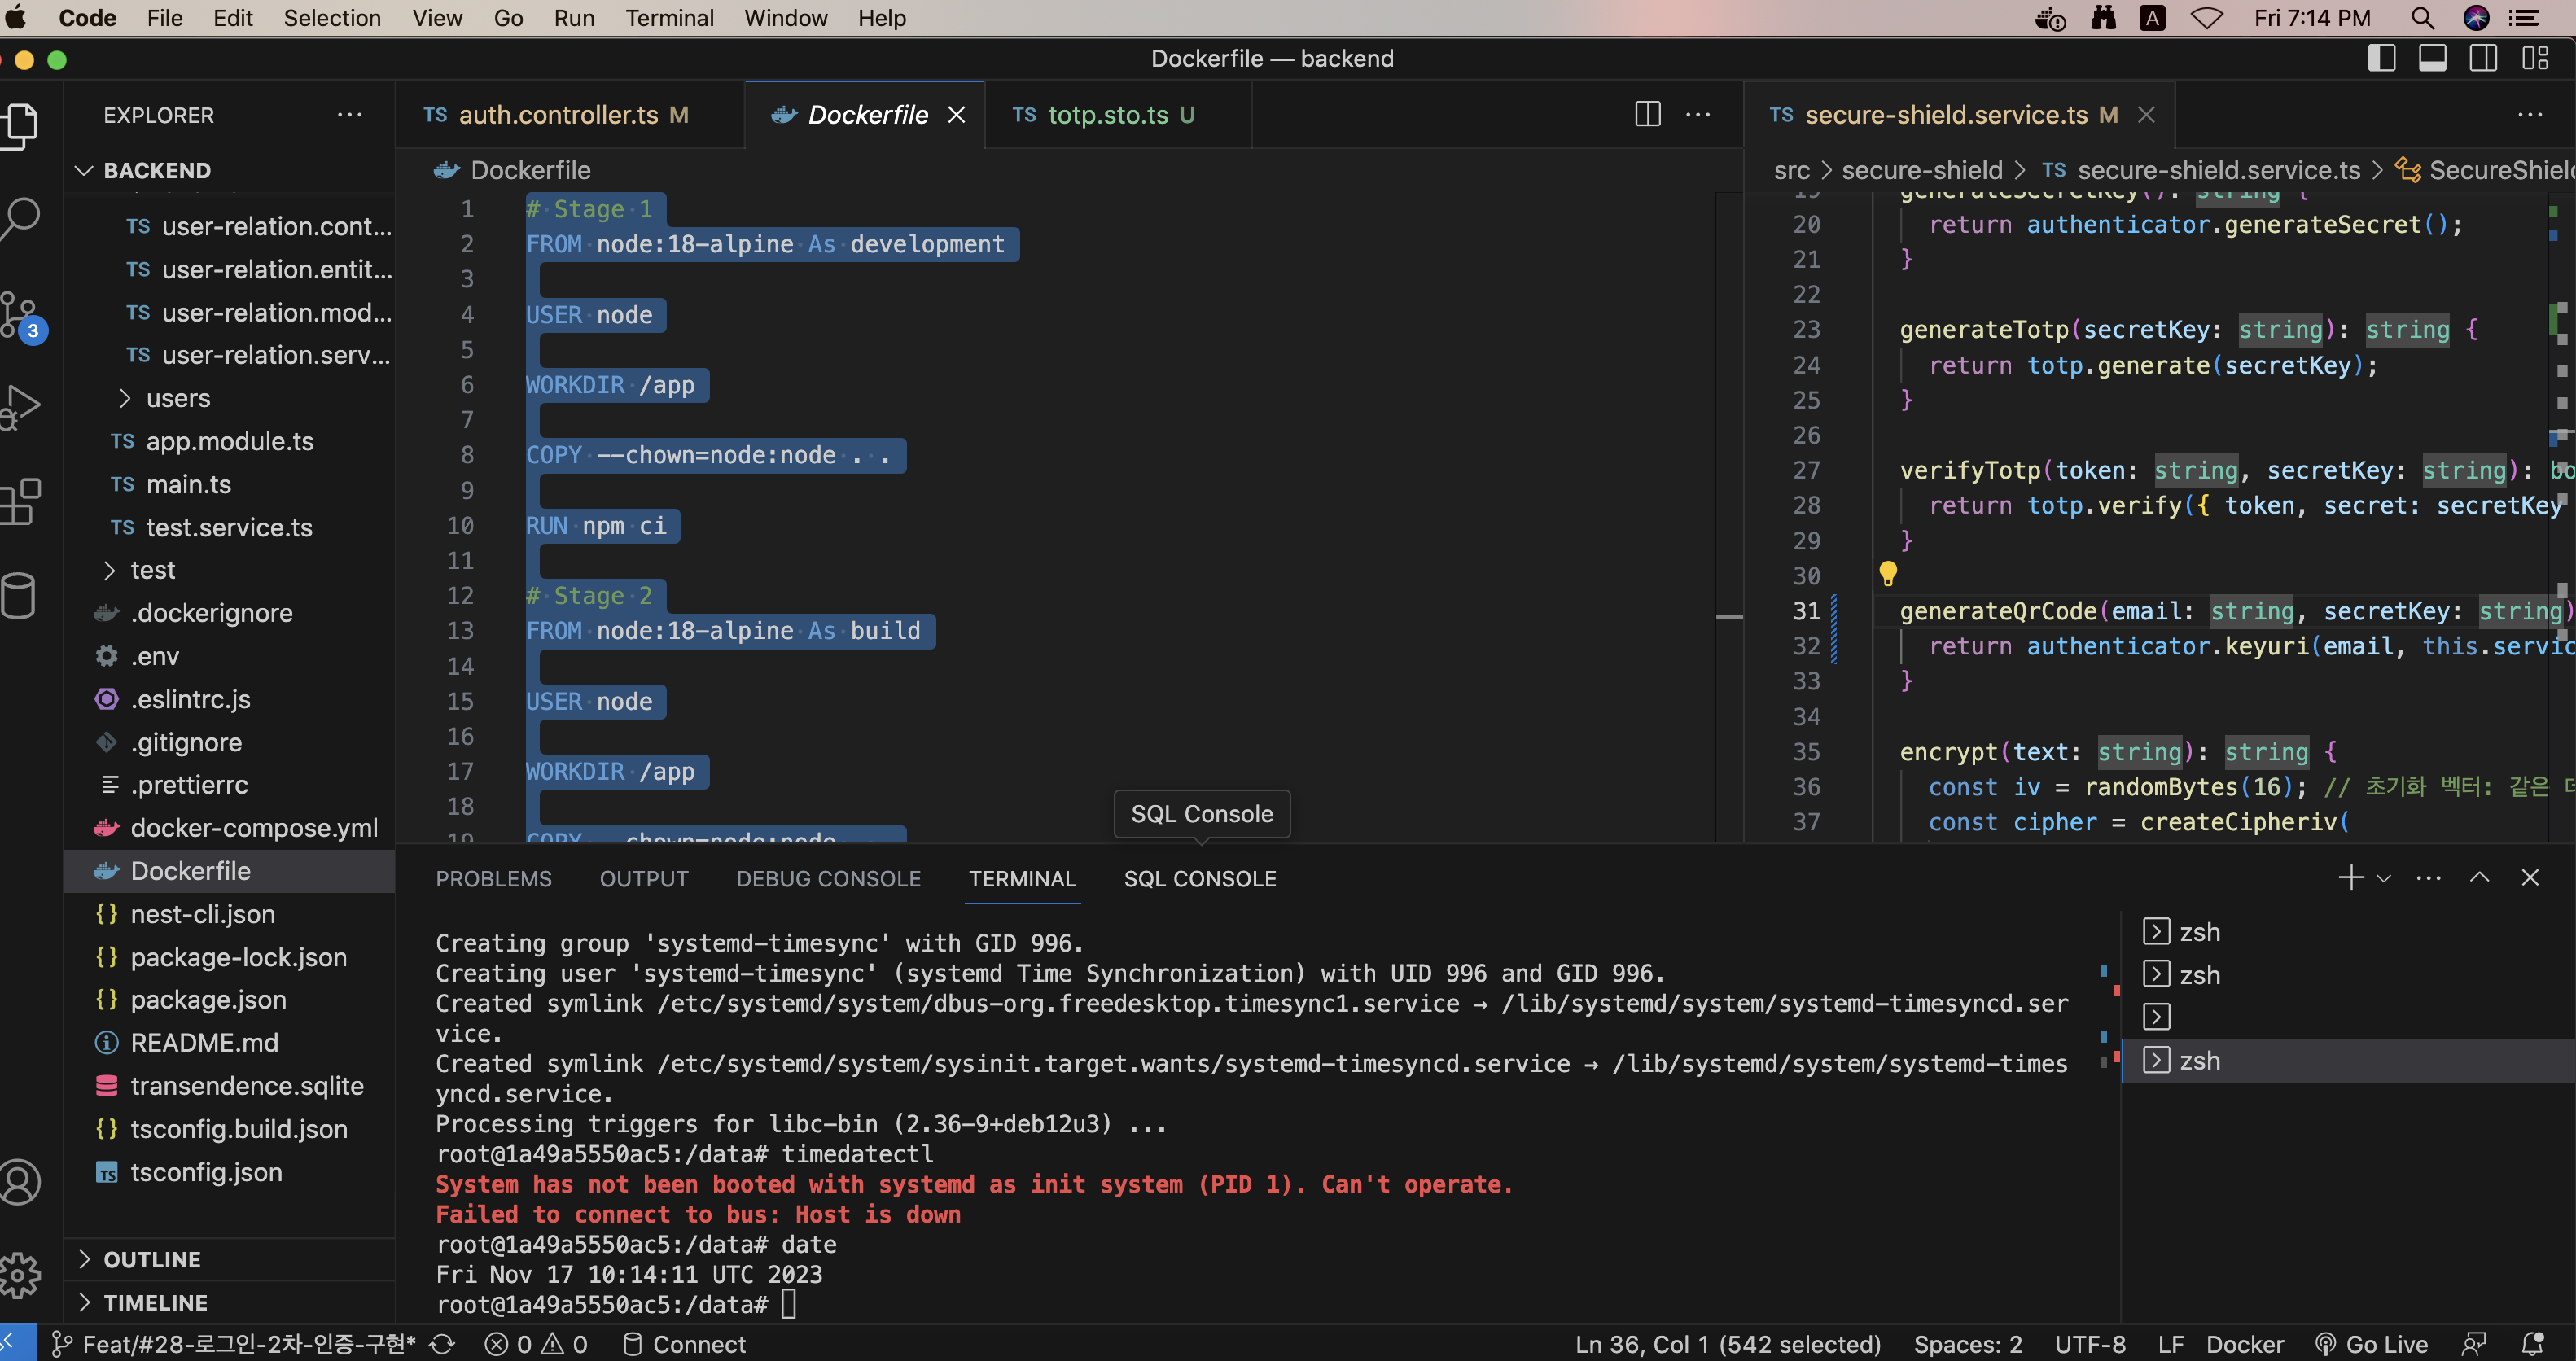 Code File Edit Selection View Go Run Terminal Window Help
A Fri 7:14 PM
Dockerfile — backend
EXPLORER
BACKEND
TS user-relation.cont...
TS user-relation.entit...
TS user-relation.mod...
TS user-relation.serv...
users
TS app.module.ts
TS main.ts
TS test.service.ts
test
.dockerignore
.env
.eslintrc.js
.gitignore
.prettierrc
docker-compose.yml
Dockerfile
{} nest-cli.json
{} package-lock.json
{} package.json
README.md
transendence.sqlite
{} tsconfig.build.json
TS tsconfig.json
OUTLINE
TIMELINE
3
TS auth.controller.ts M
Dockerfile
TS totp.sto.ts U
Dockerfile
1 # Stage 1
2 FROM node:18-alpine As development
3
4 USER node
5
6 WORKDIR /app
7
8 COPY --chown=node:node . .
9
10 RUN npm ci
11
12 # Stage 2
13 FROM node:18-alpine As build
14
15 USER node
16
17 WORKDIR /app
18
19 COPY --chown=node:node . .
TS secure-shield.service.ts M
src > secure-shield > TS secure-shield.service.ts > SecureShiel
19 generateSecretKey(): string {
20 return authenticator.generateSecret();
21 }
22
23 generateTotp(secretKey: string): string {
24 return totp.generate(secretKey);
25 }
26
27 verifyTotp(token: string, secretKey: string): bo
28 return totp.verify({ token, secret: secretKey
29 }
30
31 generateQrCode(email: string, secretKey: string)
32 return authenticator.keyuri(email, this.servic
33 }
34
35 encrypt(text: string): string {
36 const iv = randomBytes(16); // 초기화 벡터: 같은
37 const cipher = createCipheriv(
SQL Console
PROBLEMS OUTPUT DEBUG CONSOLE TERMINAL SQL CONSOLE
Creating group 'systemd-timesync' with GID 996.
Creating user 'systemd-timesync' (systemd Time Synchronization) with UID 996 and GID 996.
Created symlink /etc/systemd/system/dbus-org.freedesktop.timesync1.service → /lib/systemd/system/systemd-timesyncd.ser
vice.
Created symlink /etc/systemd/system/sysinit.target.wants/systemd-timesyncd.service → /lib/systemd/system/systemd-times
yncd.service.
Processing triggers for libc-bin (2.36-9+deb12u3) ...
root@1a49a5550ac5:/data# timedatectl
System has not been booted with systemd as init system (PID 1). Can't operate.
Failed to connect to bus: Host is down
root@1a49a5550ac5:/data# date
Fri Nov 17 10:14:11 UTC 2023
root@1a49a5550ac5:/data#
zsh
zsh
zsh
Feat/#28-로그인-2차-인증-구현* 0 0 Connect
Ln 36, Col 1 (542 selected) Spaces: 2 UTF-8 LF Docker Go Live